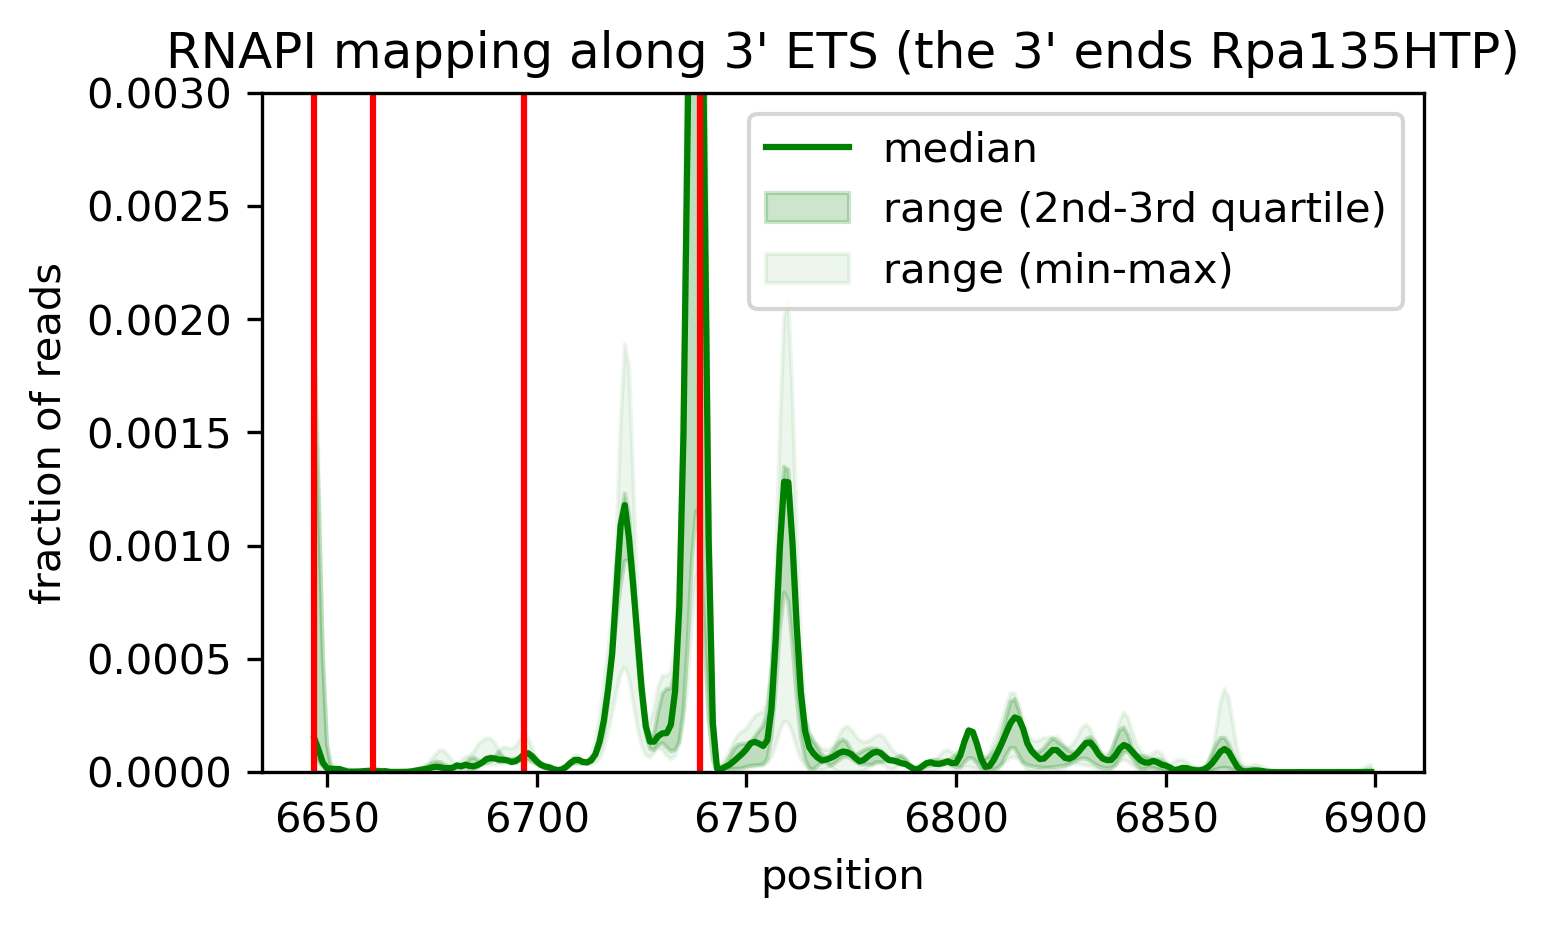 RNAPI mapping along 3' ETS (the 3' ends Rpa135HTP)
0.0030
0.0025
0.0020
0.0015
0.0010
0.0005
0.0000
fraction of reads
median
range (2nd-3rd quartile)
range (min-max)
6650 6700 6750 6800 6850 6900
position